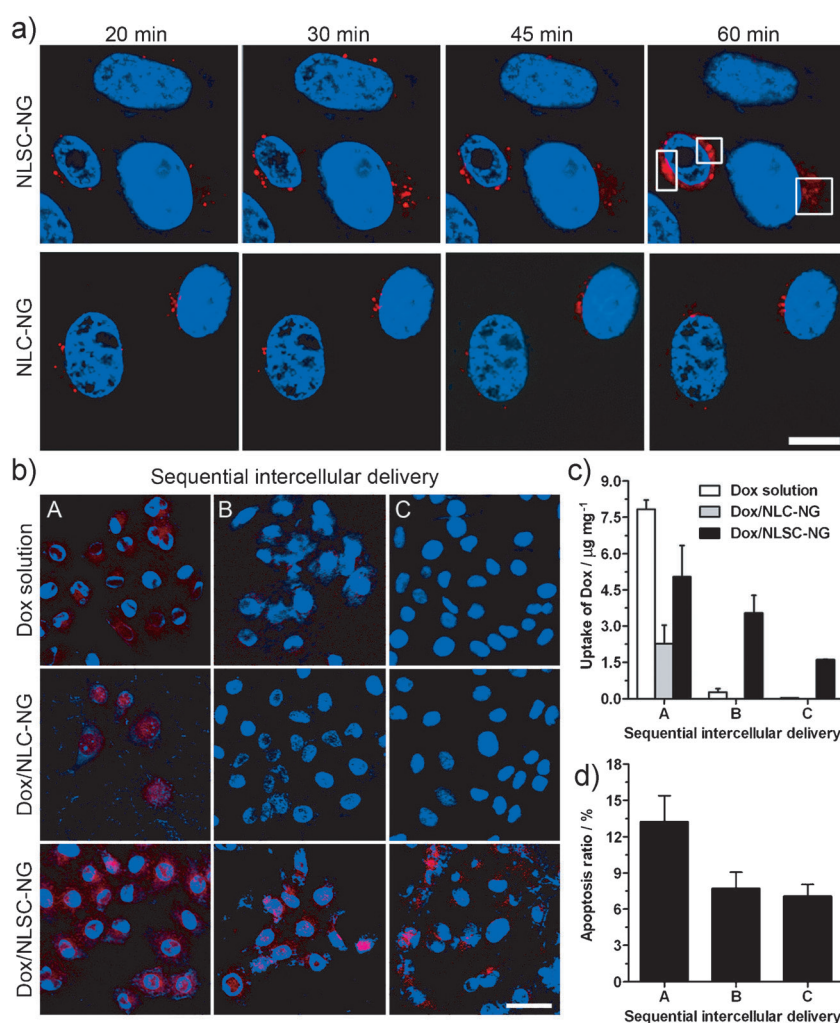 a)
20 min 30 min 45 min 60 min
NLSC-NG
NLC-NG
b)
Sequential intercellular delivery
A B C
Dox solution
Dox/NLC-NG
Dox/NLSC-NG
c)
Uptake of Dox / µg mg⁻¹
9.0
7.5
6.0
4.5
3.0
1.5
0.0
Dox solution
Dox/NLC-NG
Dox/NLSC-NG
A B C
Sequential intercellular delivery
d)
Apoptosis ratio / %
18
15
12
9
6
3
0
A B C
Sequential intercellular delivery